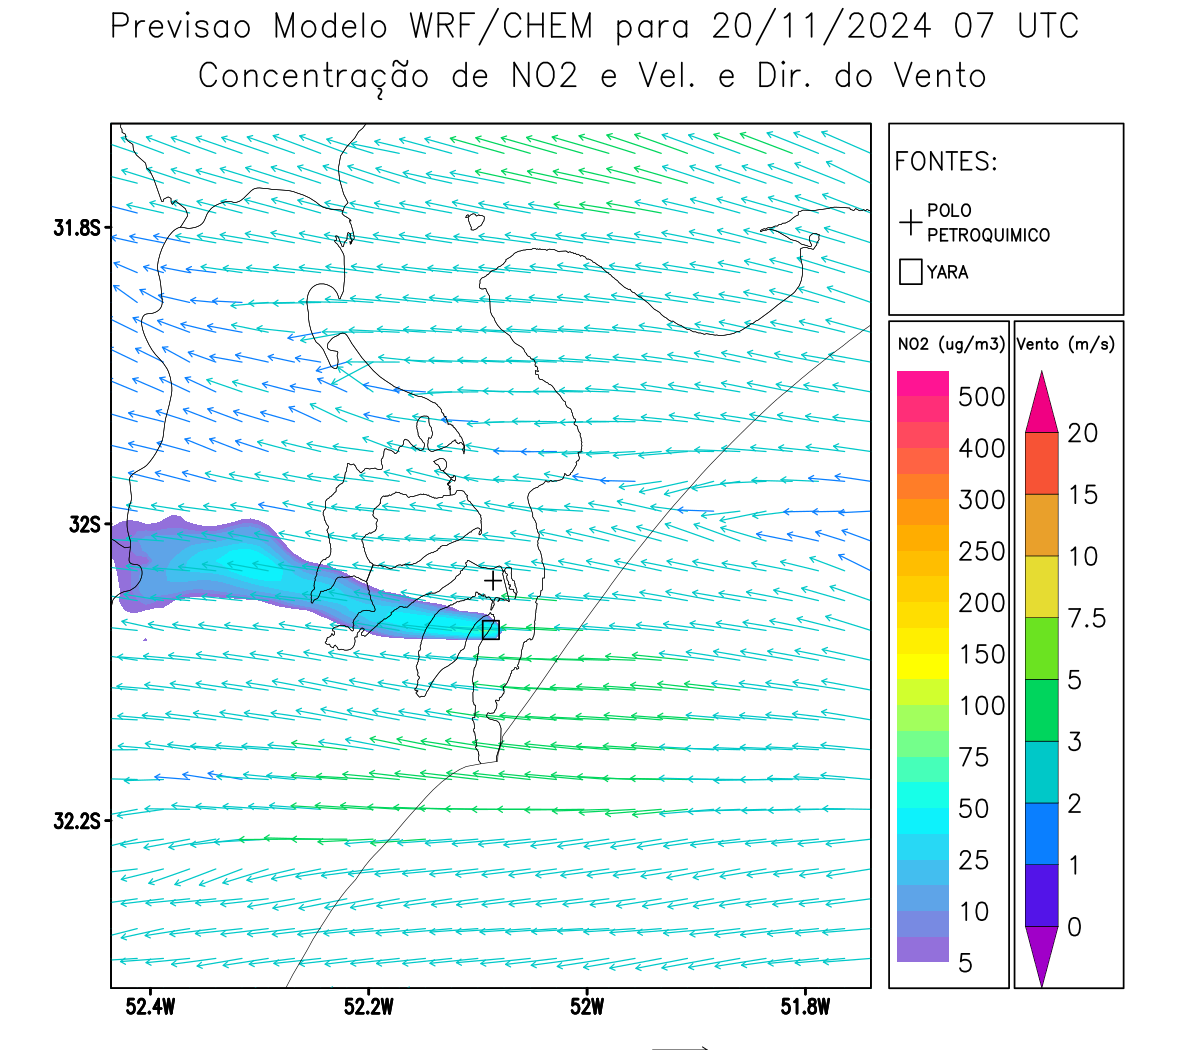 Previsao Modelo WRF/CHEM para 20/11/2024 07 UTC
Concentração de NO2 e Vel. e Dir. do Vento
FONTES:
POLO
PETROQUIMICO
YARA
NO2 (ug/m3)
500
400
300
250
200
150
100
75
50
25
10
5
Vento (m/s)
20
15
10
7.5
5
3
2
1
0
31.8S
32S
32.2S
52.4W
52.2W
52W
51.8W